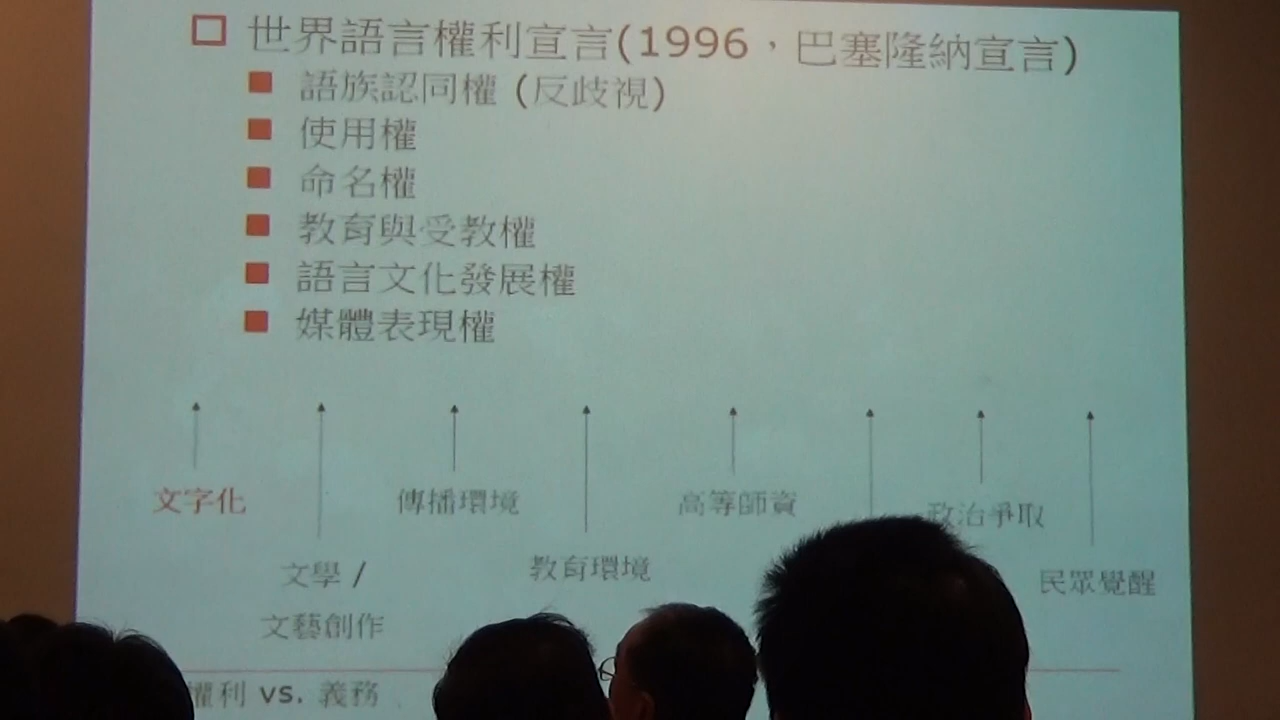 世界語言權利宣言(1996，巴塞隆納宣言)
語族認同權 (反歧視)
使用權
命名權
教育與受教權
語言文化發展權
媒體表現權
文字化
傳播環境
高等師資
政治爭取
文學 /
文藝創作
教育環境
民眾覺醒
權利 vs. 義務